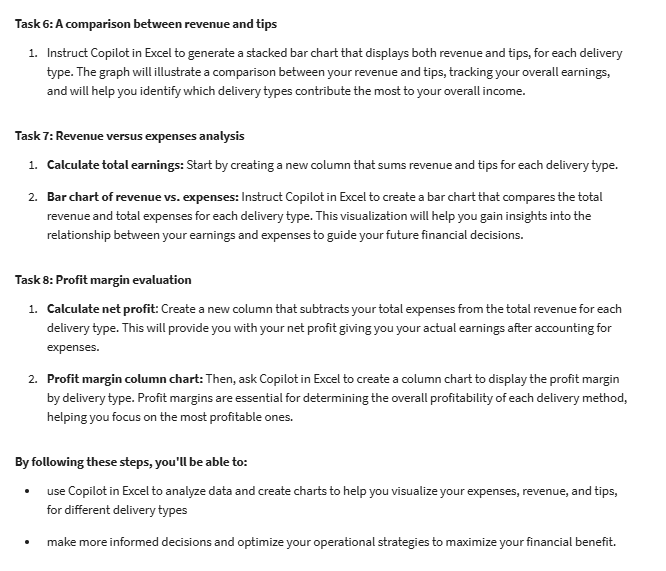 Task 6: A comparison between revenue and tips
1. Instruct Copilot in Excel to generate a stacked bar chart that displays both revenue and tips, for each delivery
type. The graph will illustrate a comparison between your revenue and tips, tracking your overall earnings,
and will help you identify which delivery types contribute the most to your overall income.
Task 7: Revenue versus expenses analysis
1. Calculate total earnings: Start by creating a new column that sums revenue and tips for each delivery type.
2. Bar chart of revenue vs. expenses: Instruct Copilot in Excel to create a bar chart that compares the total
revenue and total expenses for each delivery type. This visualization will help you gain insights into the
relationship between your earnings and expenses to guide your future financial decisions.
Task 8: Profit margin evaluation
1. Calculate net profit: Create a new column that subtracts your total expenses from the total revenue for each
delivery type. This will provide you with your net profit giving you your actual earnings after accounting for
expenses.
2. Profit margin column chart: Then, ask Copilot in Excel to create a column chart to display the profit margin
by delivery type. Profit margins are essential for determining the overall profitability of each delivery method,
helping you focus on the most profitable ones.
By following these steps, you'll be able to:
• use Copilot in Excel to analyze data and create charts to help you visualize your expenses, revenue, and tips,
for different delivery types
• make more informed decisions and optimize your operational strategies to maximize your financial benefit.